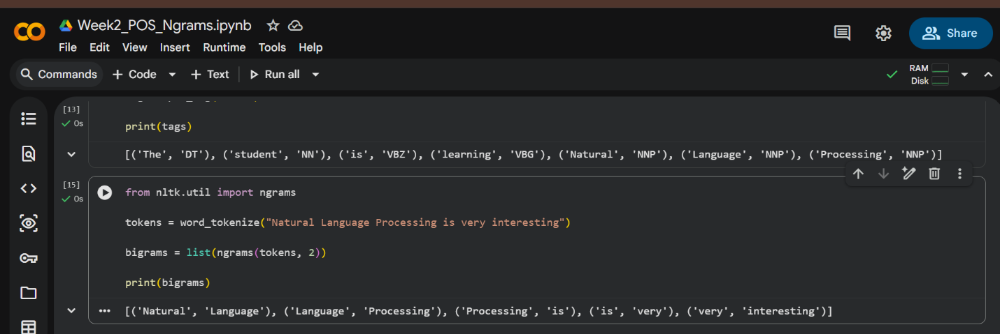 Week2_POS_Ngrams.ipynb
File Edit View Insert Runtime Tools Help
Share
Commands + Code + Text Run all
RAM
Disk
[13]
0s
print(tags)
[('The', 'DT'), ('student', 'NN'), ('is', 'VBZ'), ('learning', 'VBG'), ('Natural', 'NNP'), ('Language', 'NNP'), ('Processing', 'NNP')]
[15]
0s
from nltk.util import ngrams
tokens = word_tokenize("Natural Language Processing is very interesting")
bigrams = list(ngrams(tokens, 2))
print(bigrams)
[('Natural', 'Language'), ('Language', 'Processing'), ('Processing', 'is'), ('is', 'very'), ('very', 'interesting')]